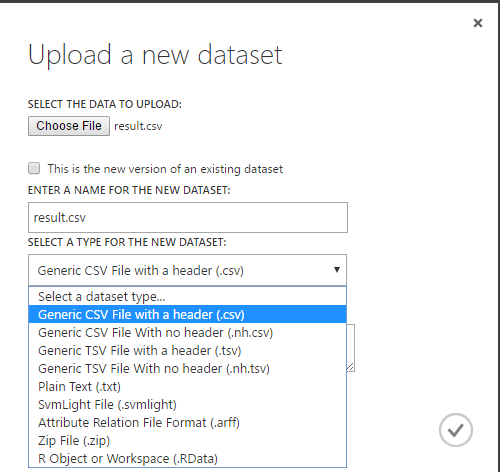 Upload a new dataset
SELECT THE DATA TO UPLOAD:
Choose File result.csv
This is the new version of an existing dataset
ENTER A NAME FOR THE NEW DATASET:
result.csv
SELECT A TYPE FOR THE NEW DATASET:
Generic CSV File with a header (.csv)
Select a dataset type...
Generic CSV File with a header (.csv)
Generic CSV File With no header (.nh.csv)
Generic TSV File with a header (.tsv)
Generic TSV File With no header (.nh.tsv)
Plain Text (.txt)
SvmLight File (.svmlight)
Attribute Relation File Format (.arff)
Zip File (.zip)
R Object or Workspace (.RData)